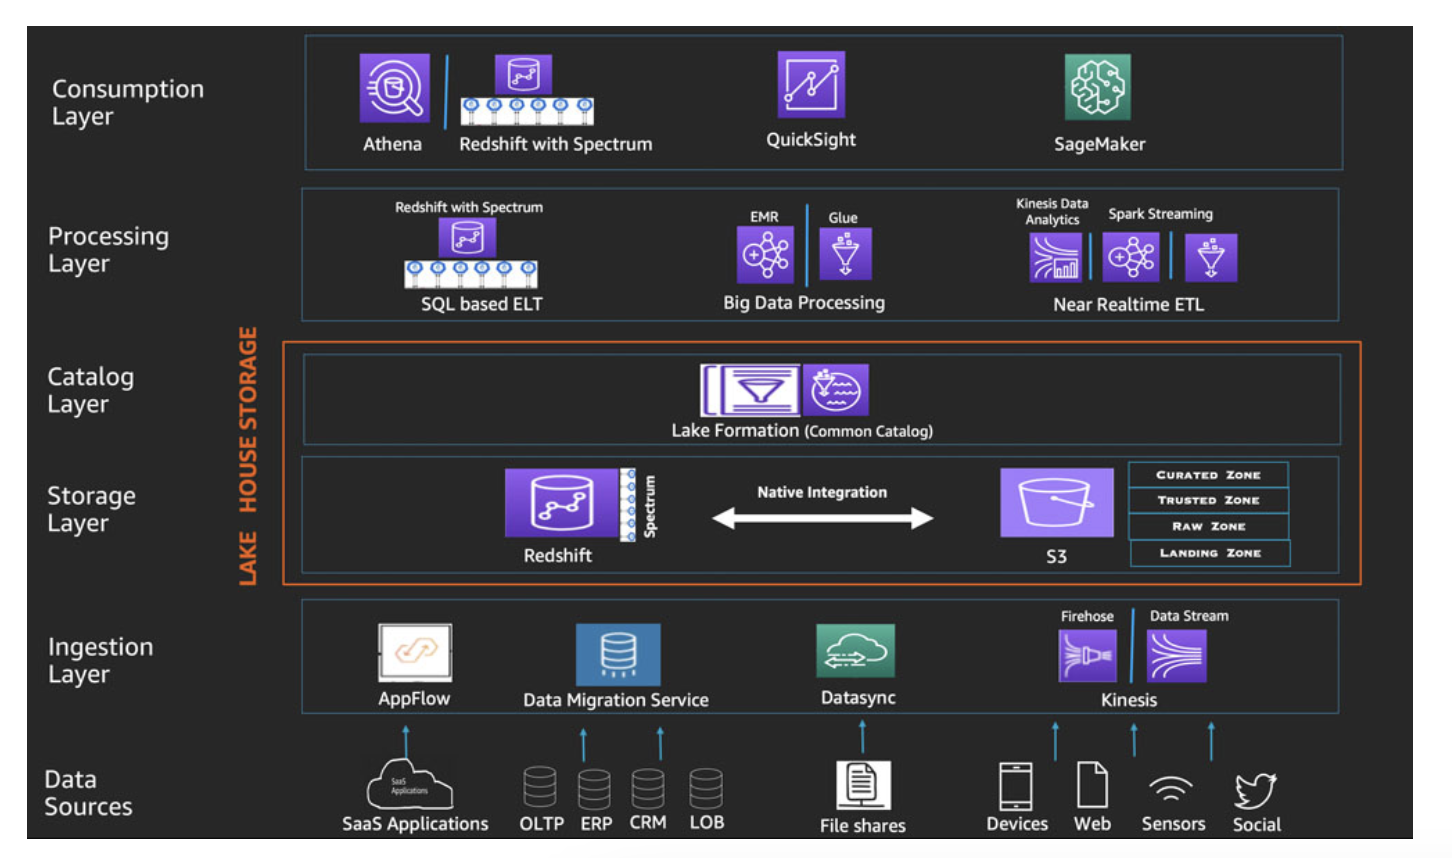 Consumption
Layer
Athena
Redshift with Spectrum
QuickSight
SageMaker
Processing
Layer
Redshift with Spectrum
SQL based ELT
EMR
Glue
Big Data Processing
Kinesis Data
Analytics
Spark Streaming
Near Realtime ETL
LAKE HOUSE STORAGE
Catalog
Layer
Lake Formation (Common Catalog)
Storage
Layer
Redshift
Spectrum
Native Integration
S3
CURATED ZONE
TRUSTED ZONE
RAW ZONE
LANDING ZONE
Ingestion
Layer
AppFlow
Data Migration Service
Datasync
Firehose
Data Stream
Kinesis
Data
Sources
SaaS
Applications
SaaS Applications
OLTP
ERP
CRM
LOB
File shares
Devices
Web
Sensors
Social